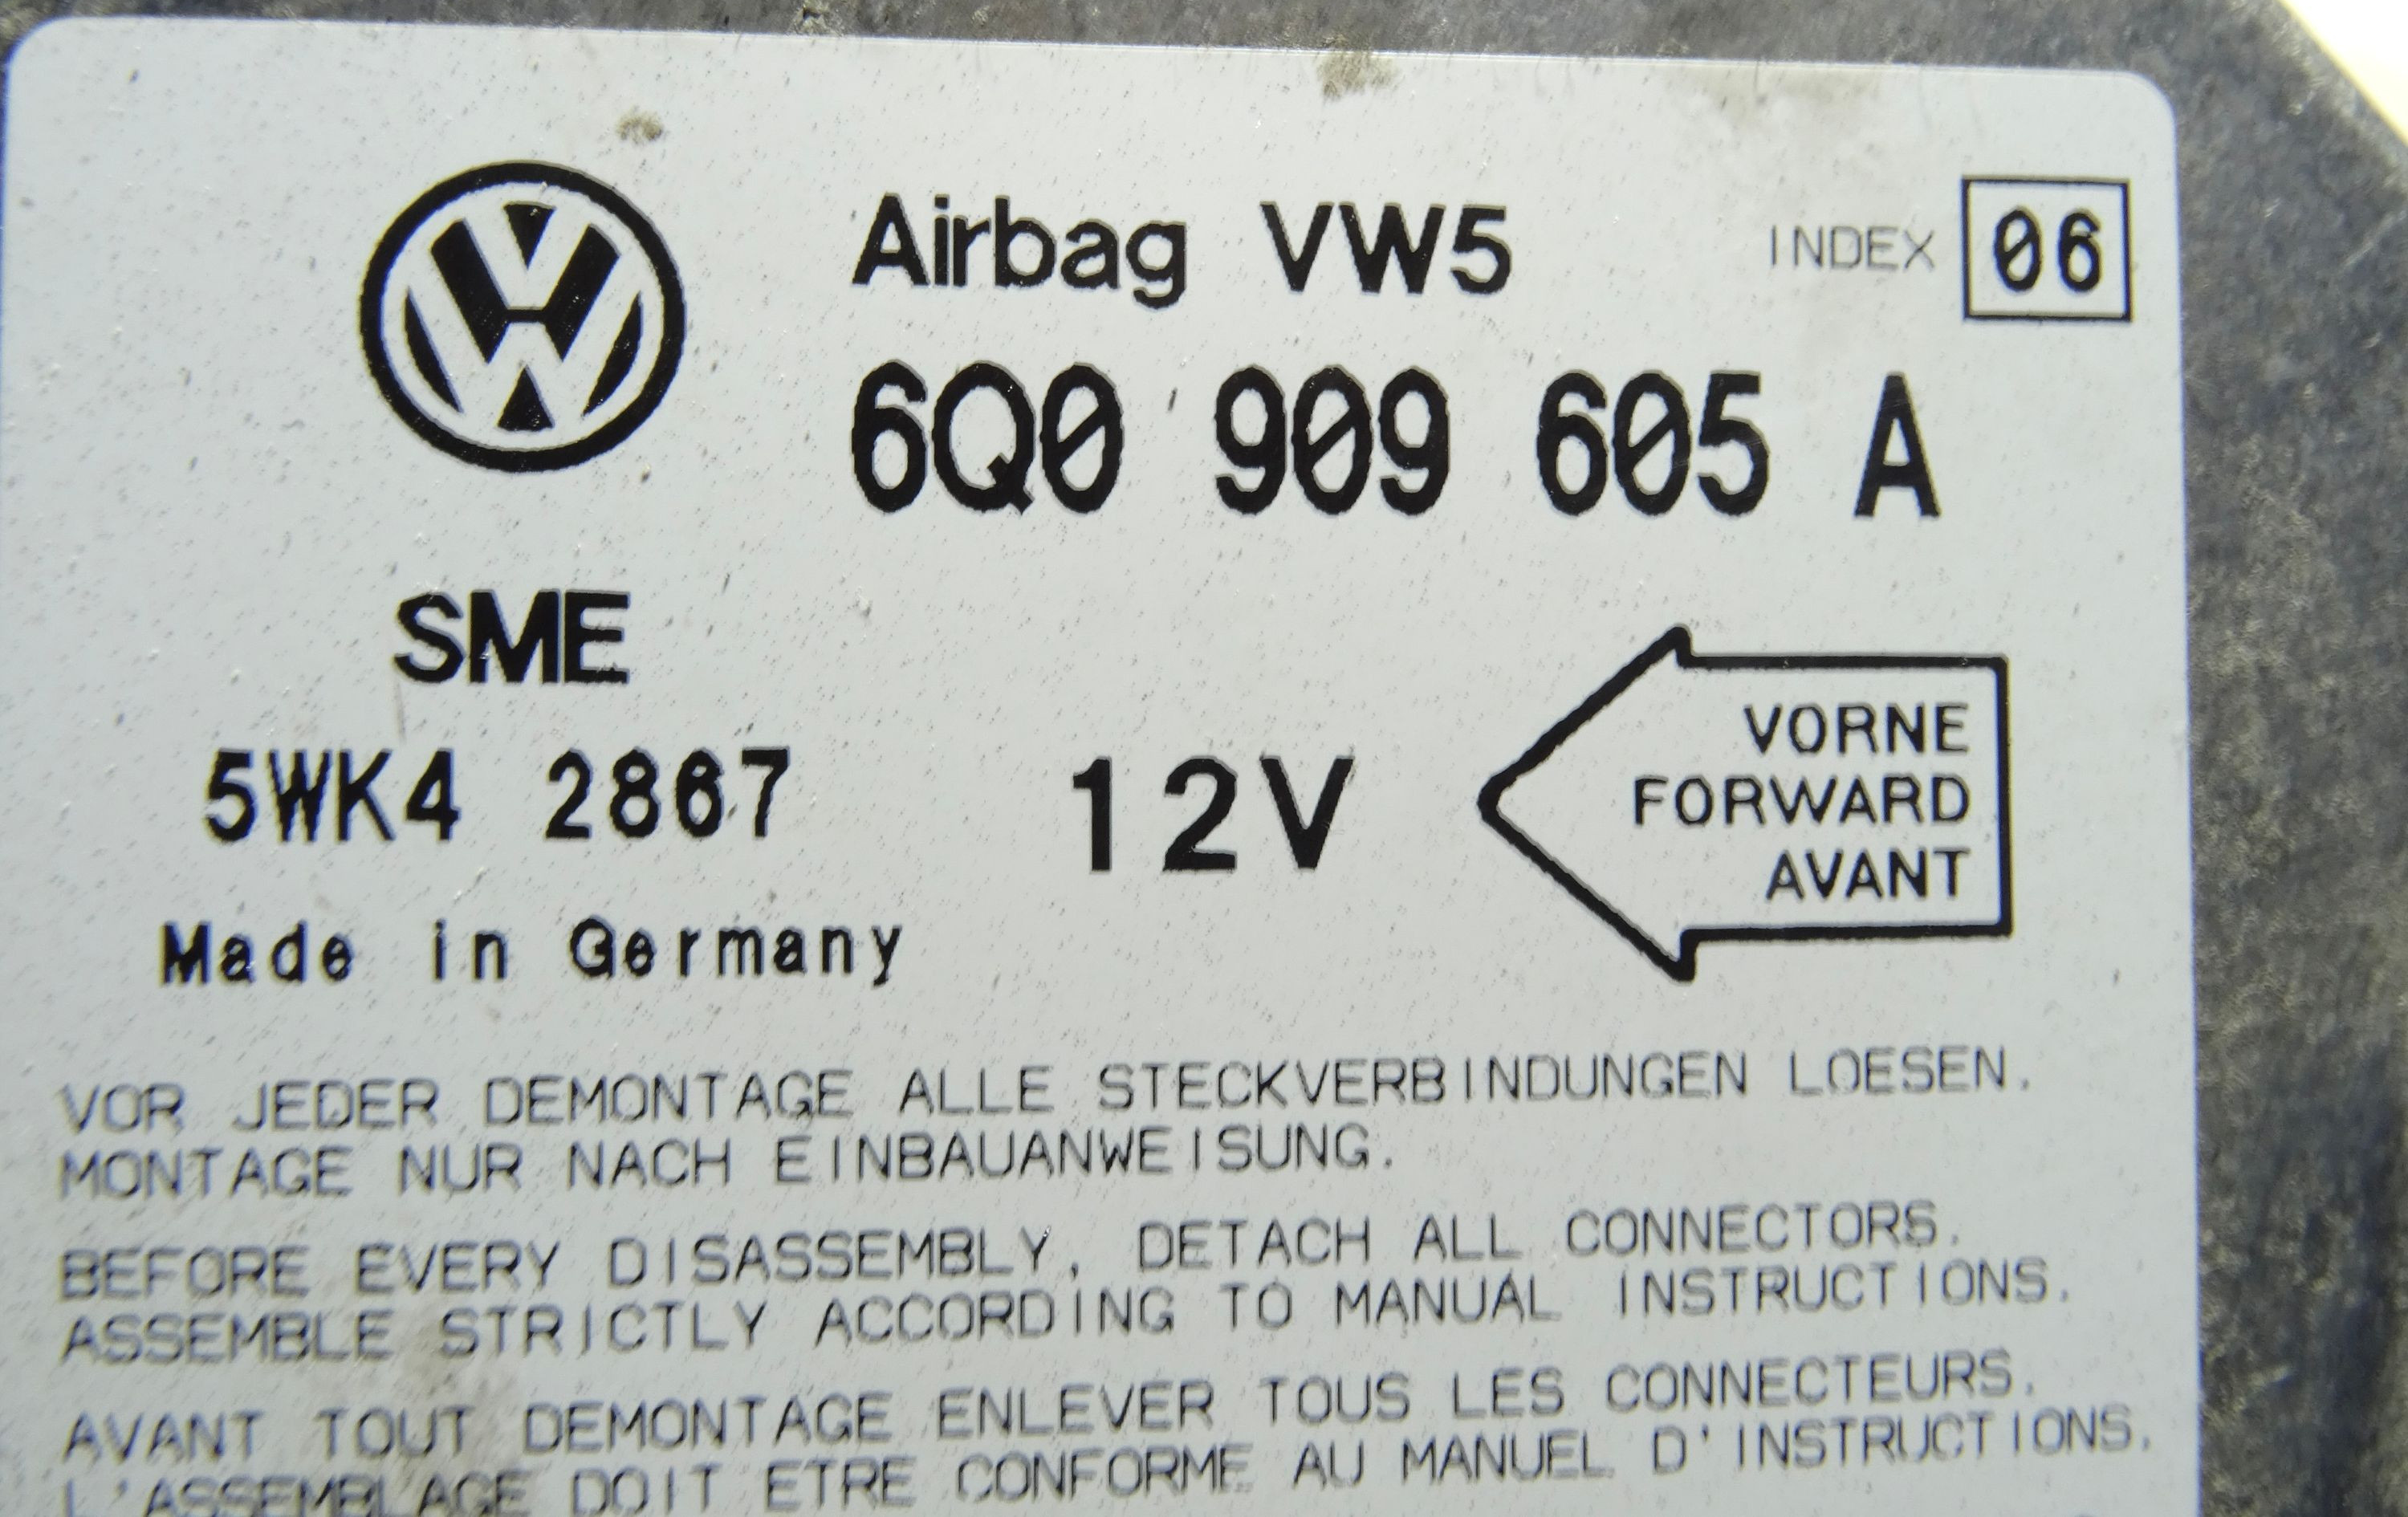 Airbag VW5 INDEX 06
6Q0 909 605 A
SME
5WK4 2867 12V
VORNE
FORWARD
AVANT
Made in Germany
VOR JEDER DEMONTAGE ALLE STECKVERBINDUNGEN LOESEN.
MONTAGE NUR NACH EINBAUANWEISUNG.
BEFORE EVERY DISASSEMBLY, DETACH ALL CONNECTORS.
ASSEMBLE STRICTLY ACCORDING TO MANUAL INSTRUCTIONS.
AVANT TOUT DEMONTAGE ENLEVER TOUS LES CONNECTEURS.
L'ASSEMBLAGE DOIT ETRE CONFORME AU MANUEL D'INSTRUCTIONS.